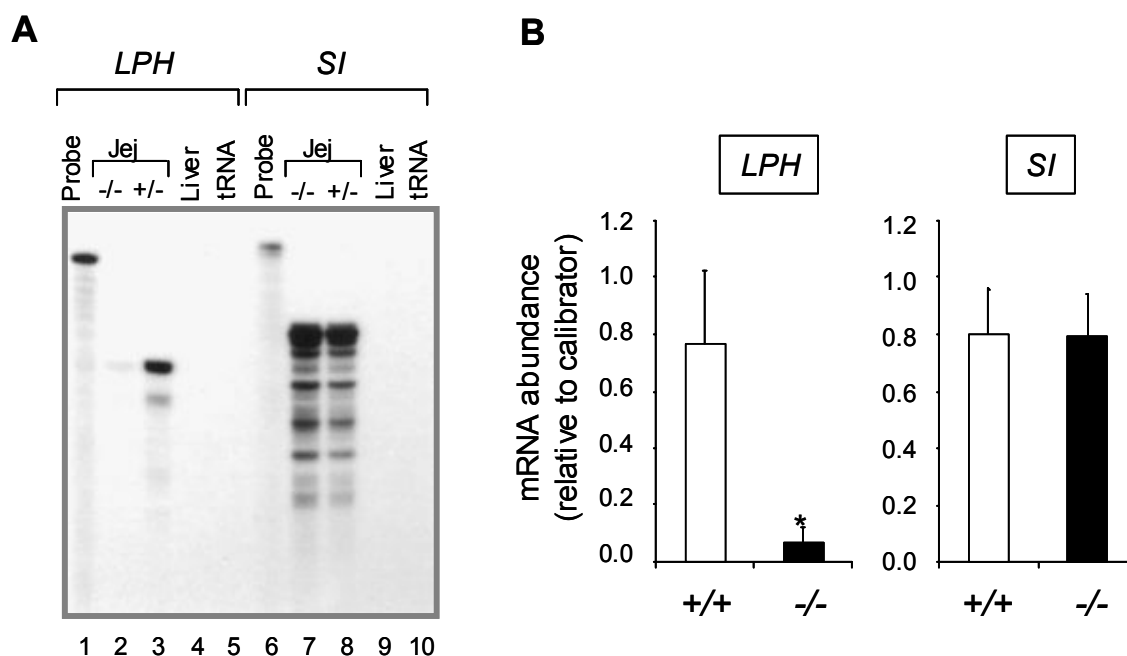 A
LPH SI
Probe Jej Liver tRNA Probe Jej Liver tRNA
-/- +/- -/- +/-
1 2 3 4 5 6 7 8 9 10
B
LPH
mRNA abundance
(relative to calibrator)
1.2
1.0
0.8
0.6
0.4
0.2
0.0
*
+/+ -/-
SI
1.2
1.0
0.8
0.6
0.4
0.2
0.0
+/+ -/-